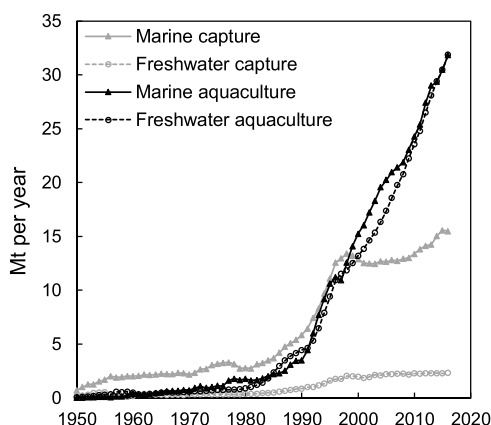 35
Marine capture
Freshwater capture
30
Marine aquaculture
Freshwater aquaculture
25
20
Mt per year
15
10
5
0
1950 1960 1970 1980 1990 2000 2010 2020